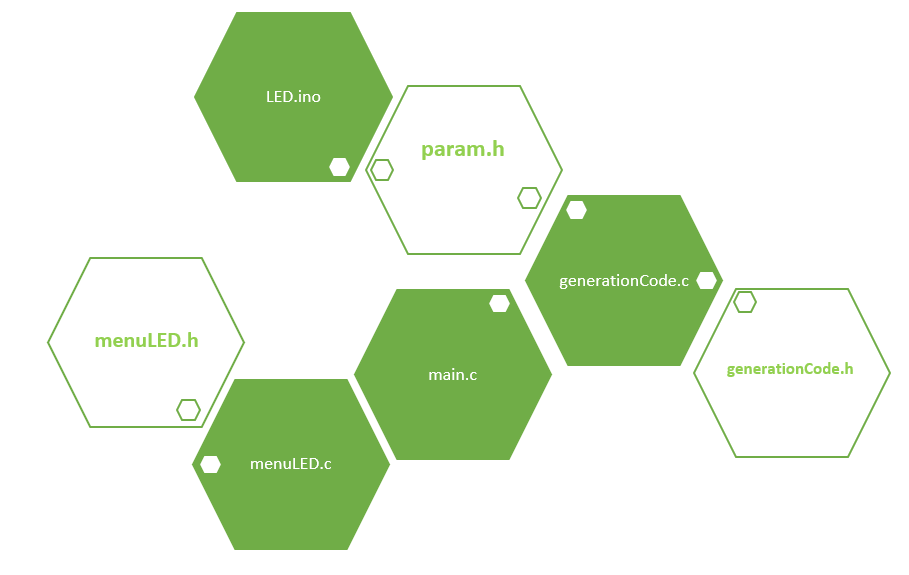 LED.ino
param.h
generationCode.c
menuLED.h
main.c
generationCode.h
menuLED.c